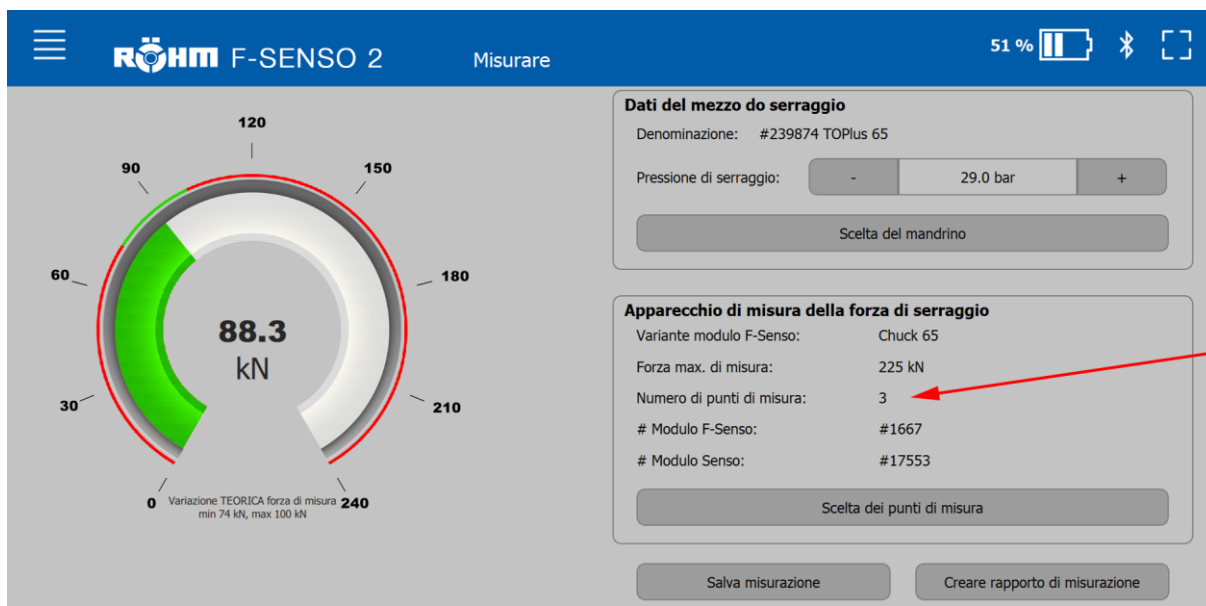 RÖHM F-SENSO 2
Misurare
51 %
120
90
150
60
180
30
210
0
240
88.3
kN
Variazione TEORICA forza di misura
min 74 kN, max 100 kN
Dati del mezzo do serraggio
Denominazione: #239874 TOPlus 65
Pressione di serraggio: - 29.0 bar +
Scelta del mandrino
Apparecchio di misura della forza di serraggio
Variante modulo F-Senso: Chuck 65
Forza max. di misura: 225 kN
Numero di punti di misura: 3
# Modulo F-Senso: #1667
# Modulo Senso: #17553
Scelta dei punti di misura
Salva misurazione
Creare rapporto di misurazione